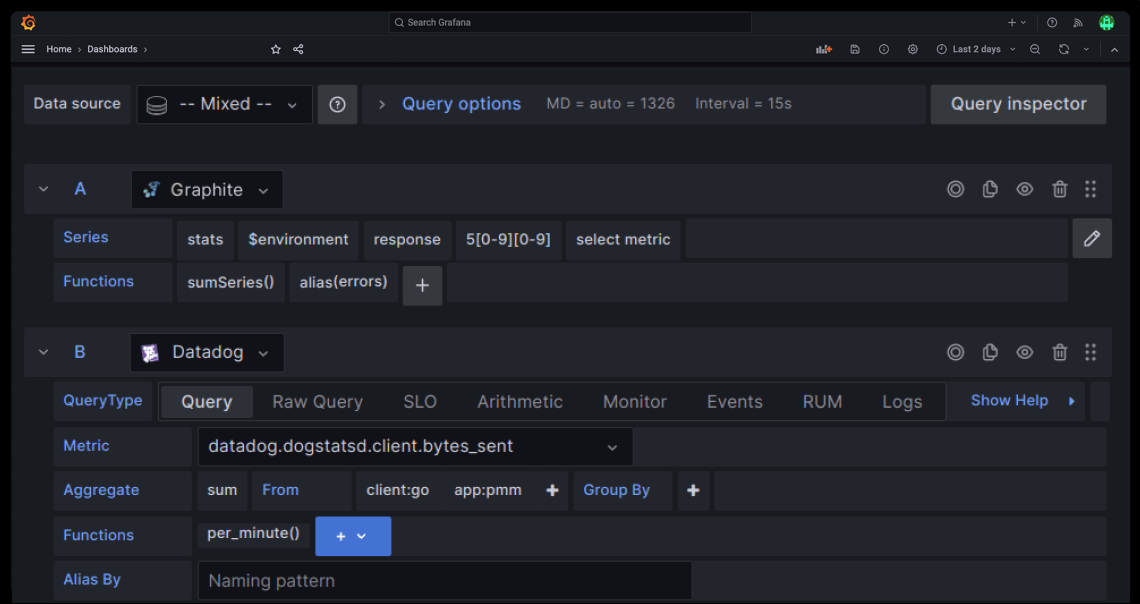 Search Grafana
Home › Dashboards › Last 2 days
Data source -- Mixed -- Query options MD = auto = 1326 Interval = 15s Query inspector
A Graphite
Series stats $environment response 5[0-9][0-9] select metric
Functions sumSeries() alias(errors) +
B Datadog
QueryType Query Raw Query SLO Arithmetic Monitor Events RUM Logs Show Help
Metric datadog.dogstatsd.client.bytes_sent
Aggregate sum From client:go app:pmm + Group By +
Functions per_minute() +
Alias By Naming pattern